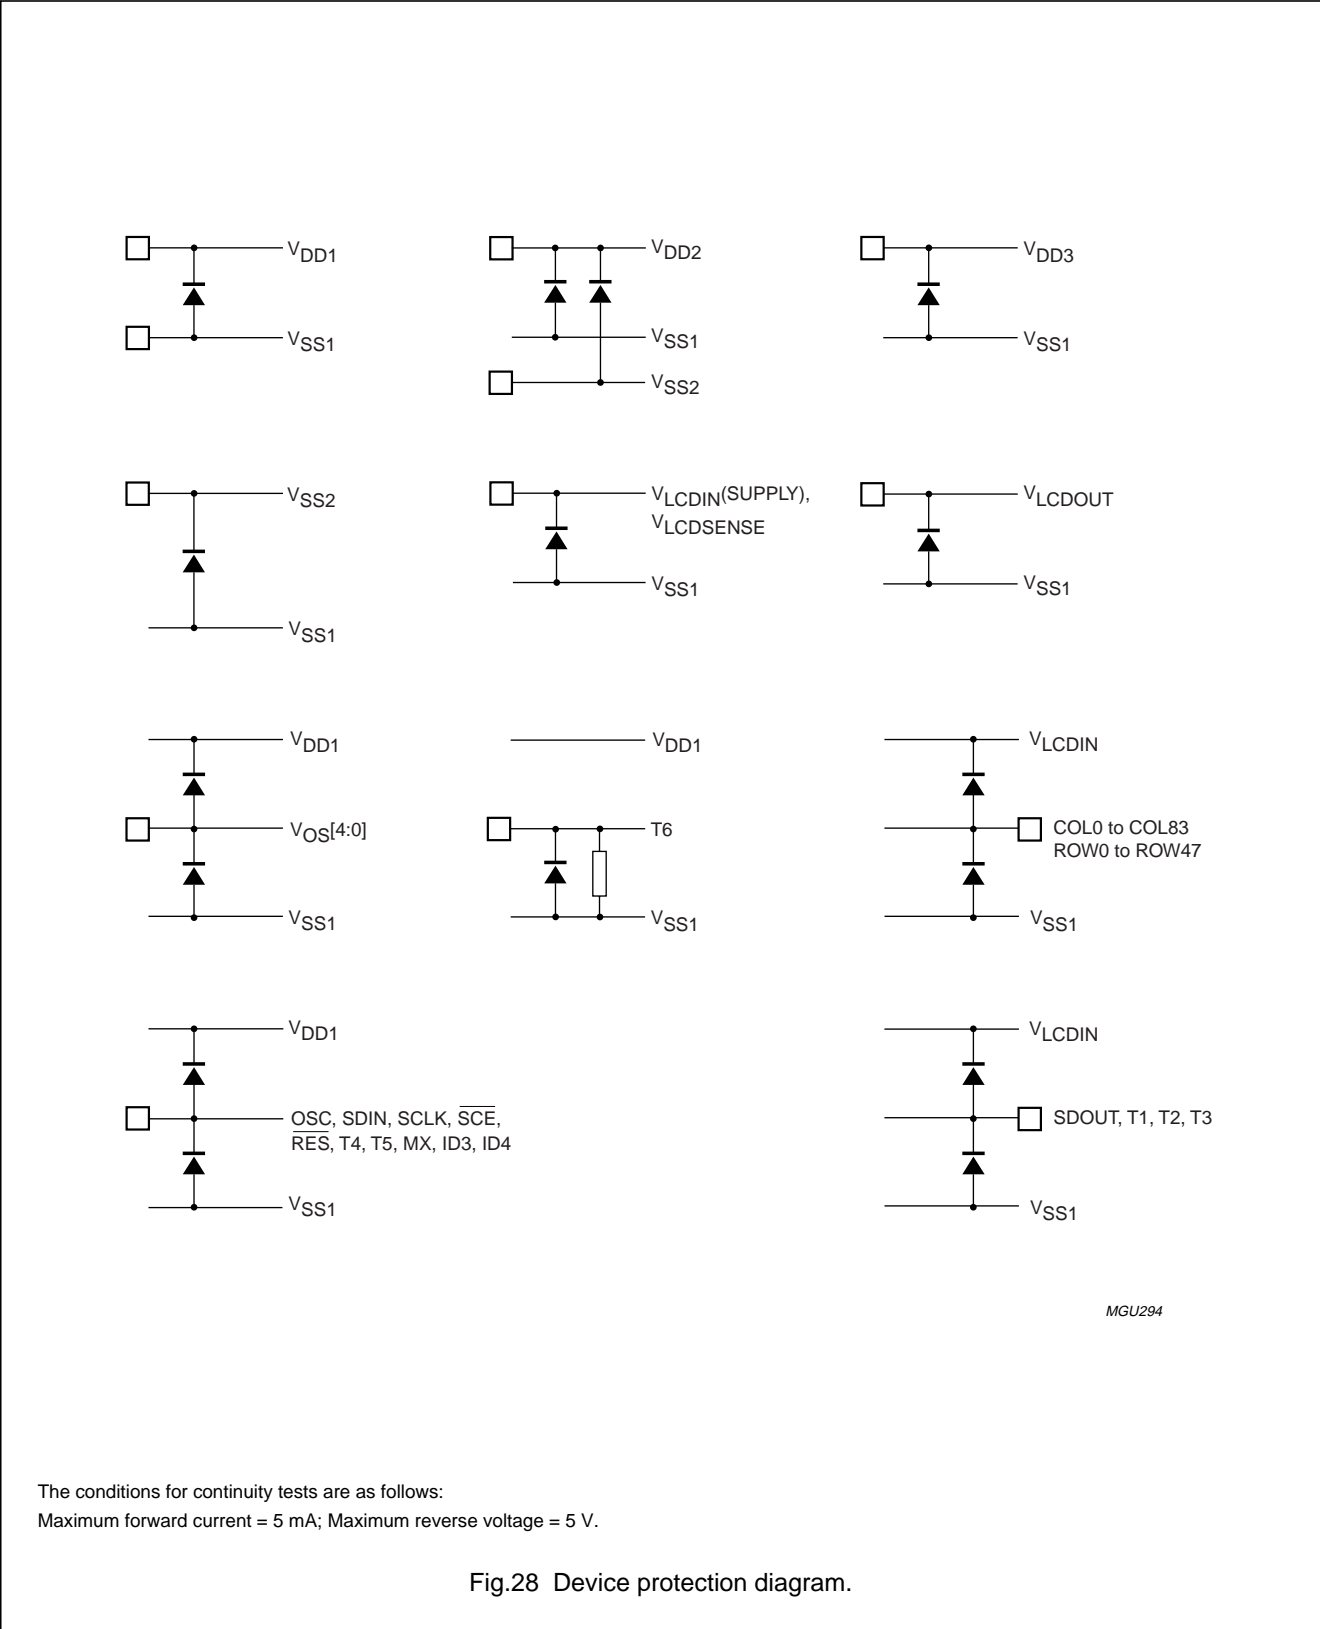 VDD1
VSS1
VDD2
VSS1
VSS2
VDD3
VSS1
VSS2
VSS1
VLCDIN(SUPPLY),
VLCDSENSE
VSS1
VLCDOUT
VSS1
VDD1
VOS[4:0]
VSS1
VDD1
T6
VSS1
VLCDIN
COL0 to COL83
ROW0 to ROW47
VSS1
VDD1
OSC, SDIN, SCLK, S̅C̅E̅,
R̅E̅S̅, T4, T5, MX, ID3, ID4
VSS1
VLCDIN
SDOUT, T1, T2, T3
VSS1
MGU294
The conditions for continuity tests are as follows:
Maximum forward current = 5 mA; Maximum reverse voltage = 5 V.
Fig.28 Device protection diagram.